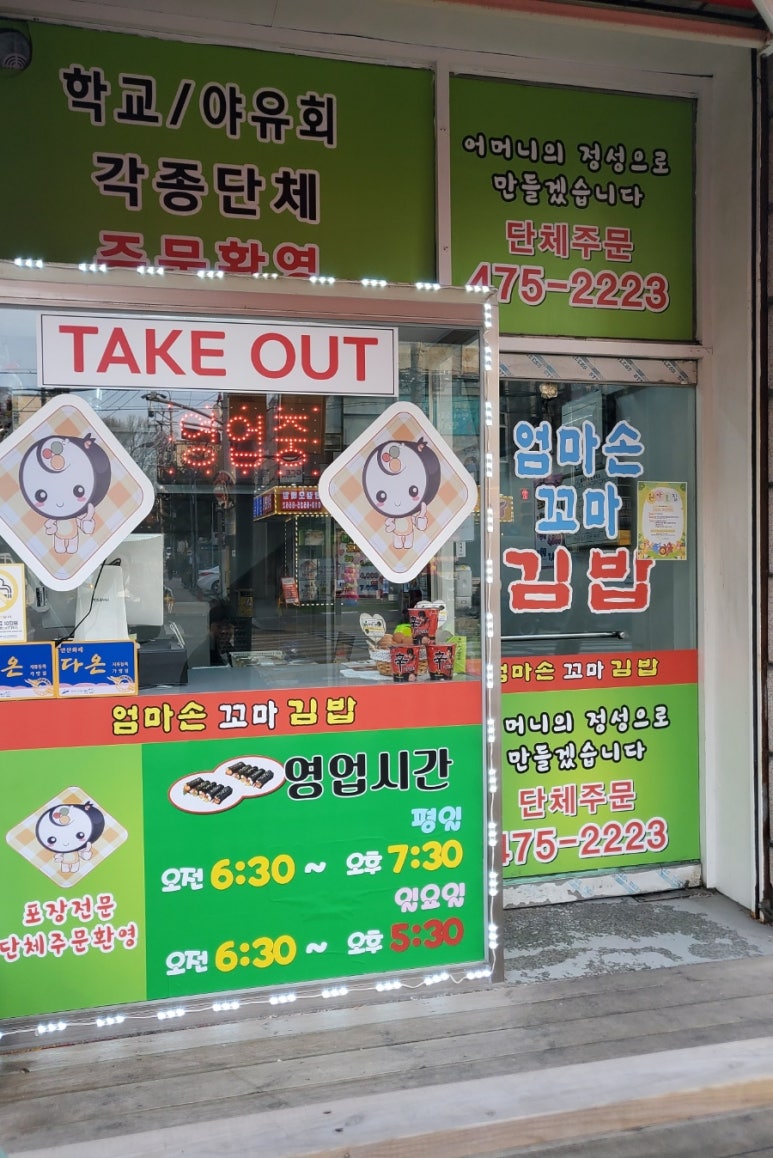 학교/야유회
각종단체
주문환영
어머니의 정성으로
만들겠습니다
단체주문
475-2223
TAKE OUT
영업중
엄마손
꼬마
김밥
온
다온
엄마손 꼬마 김밥
엄마손 꼬마 김밥
영업시간
평일
오전 6:30 ~ 오후 7:30
일요일
오전 6:30 ~ 오후 5:30
포장전문
단체주문환영
머니의 정성으로
만들겠습니다
단체주문
475-2223